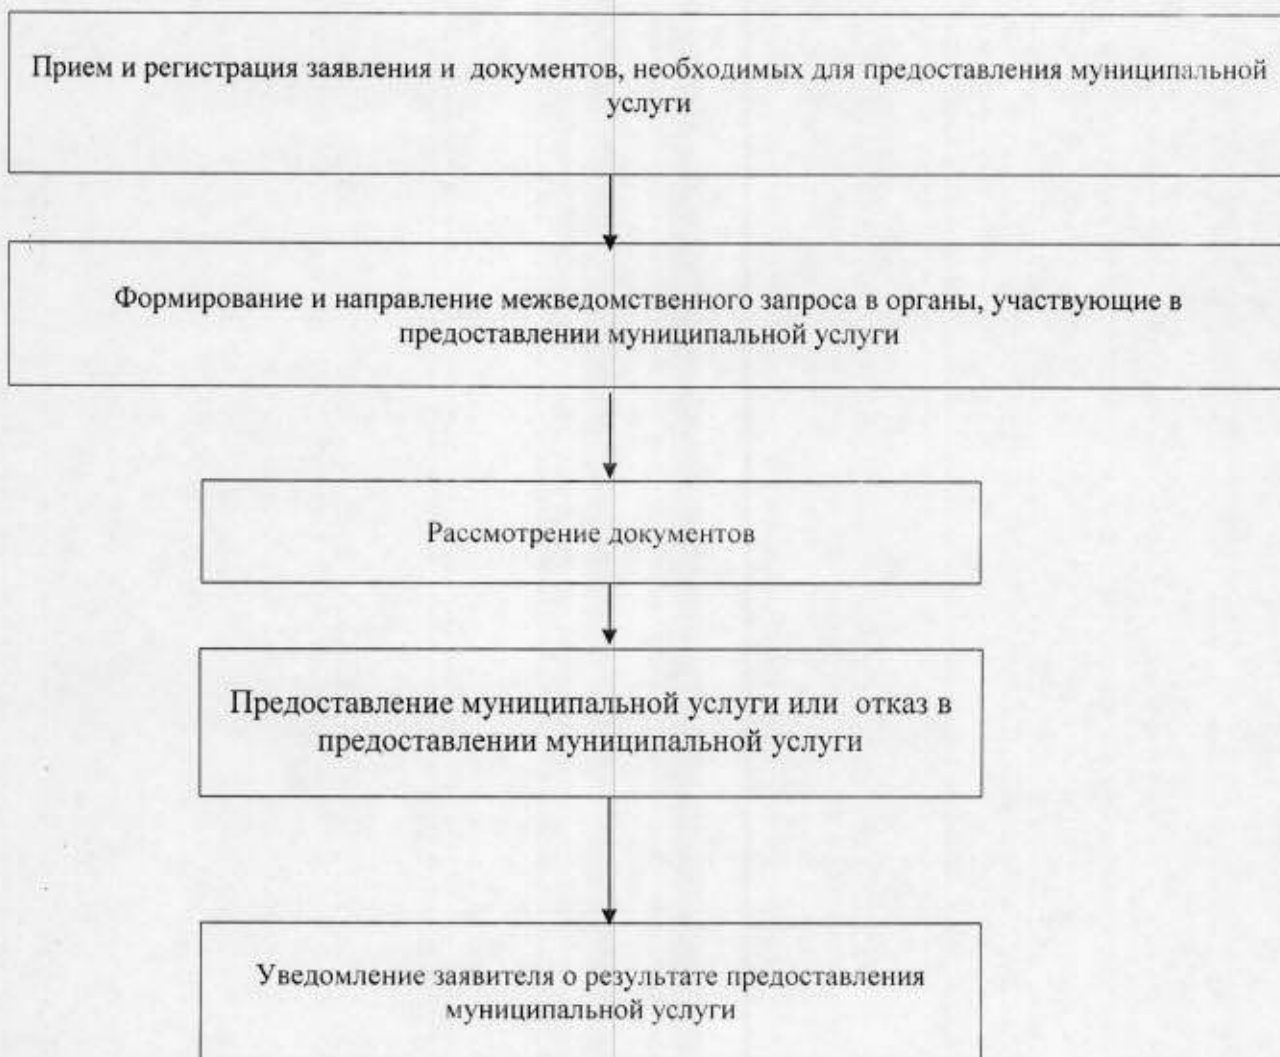 Прием и регистрация заявления и документов, необходимых для предоставления муниципальной
услуги
Формирование и направление межведомственного запроса в органы, участвующие в
предоставлении муниципальной услуги
Рассмотрение документов
Предоставление муниципальной услуги или отказ в
предоставлении муниципальной услуги
Уведомление заявителя о результате предоставления
муниципальной услуги